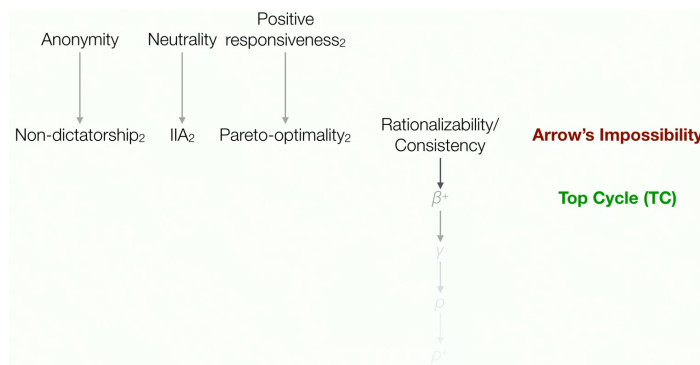 Positive
Anonymity Neutrality responsiveness₂
Non-dictatorship₂ IIA₂ Pareto-optimality₂ Rationalizability/
Consistency Arrow's Impossibility
β⁺ Top Cycle (TC)
γ
ρ